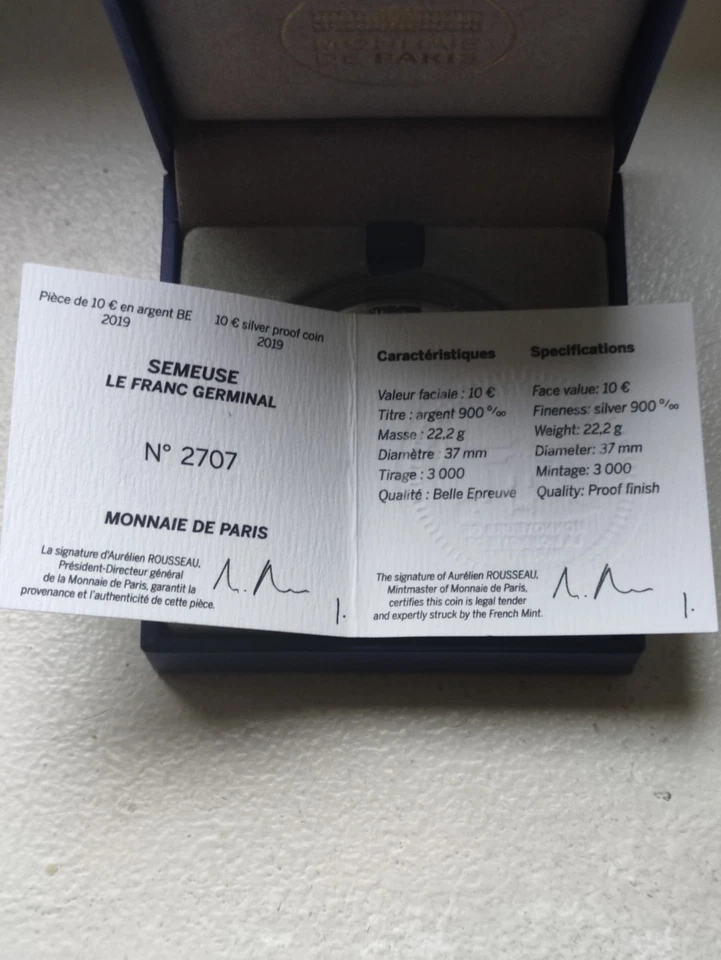 MONNAIE
DE PARIS
Pièce de 10 € en argent BE
2019
10 € silver proof coin
2019
SEMEUSE
LE FRANC GERMINAL
N° 2707
MONNAIE DE PARIS
La signature d'Aurélien ROUSSEAU,
Président-Directeur général
de la Monnaie de Paris, garantit la
provenance et l'authenticité de cette pièce.
Caractéristiques
Valeur faciale : 10 €
Titre : argent 900 ‰
Masse : 22,2 g
Diamètre : 37 mm
Tirage : 3 000
Qualité : Belle Epreuve
Specifications
Face value: 10 €
Fineness: silver 900 ‰
Weight: 22,2 g
Diameter: 37 mm
Mintage: 3 000
Quality: Proof finish
The signature of Aurélien ROUSSEAU,
Mintmaster of Monnaie de Paris,
certifies this coin is legal tender
and expertly struck by the French Mint.